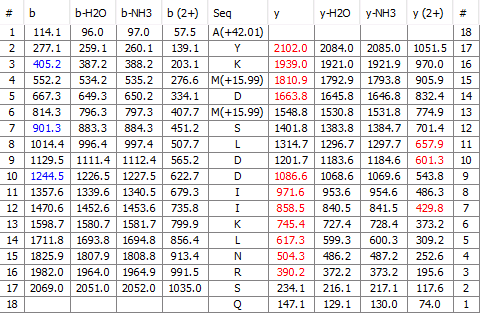 # b b-H2O b-NH3 b (2+) Seq y y-H2O y-NH3 y (2+) #
1 114.1 96.0 97.0 57.5 A(+42.01) 18
2 277.1 259.1 260.1 139.1 Y 2102.0 2084.0 2085.0 1051.5 17
3 405.2 387.2 388.2 203.1 K 1939.0 1921.0 1921.9 970.0 16
4 552.2 534.2 535.2 276.6 M(+15.99) 1810.9 1792.9 1793.8 905.9 15
5 667.3 649.3 650.2 334.1 D 1663.8 1645.8 1646.8 832.4 14
6 814.3 796.3 797.3 407.7 M(+15.99) 1548.8 1530.8 1531.8 774.9 13
7 901.3 883.3 884.3 451.2 S 1401.8 1383.8 1384.7 701.4 12
8 1014.4 996.4 997.4 507.7 L 1314.7 1296.7 1297.7 657.9 11
9 1129.5 1111.4 1112.4 565.2 D 1201.7 1183.6 1184.6 601.3 10
10 1244.5 1226.5 1227.5 622.7 D 1086.6 1068.6 1069.6 543.8 9
11 1357.6 1339.6 1340.5 679.3 I 971.6 953.6 954.6 486.3 8
12 1470.6 1452.6 1453.6 735.8 I 858.5 840.5 841.5 429.8 7
13 1598.7 1580.7 1581.7 799.9 K 745.4 727.4 728.4 373.2 6
14 1711.8 1693.8 1694.8 856.4 L 617.3 599.3 600.3 309.2 5
15 1825.9 1807.9 1808.8 913.4 N 504.3 486.2 487.2 252.6 4
16 1982.0 1964.0 1964.9 991.5 R 390.2 372.2 373.2 195.6 3
17 2069.0 2051.0 2052.0 1035.0 S 234.1 216.1 217.1 117.6 2
18 Q 147.1 129.1 130.0 74.0 1